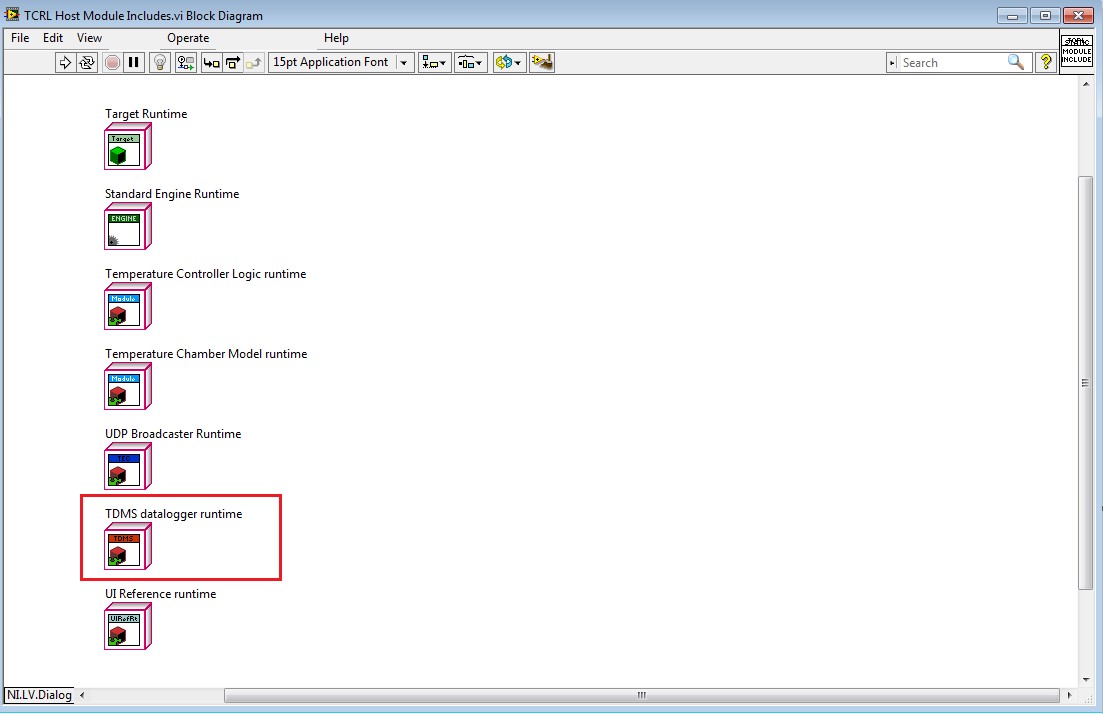 TCRL Host Module Includes.vi Block Diagram
File Edit View Operate Help
15pt Application Font
Search
?
MODULE
INCLUDE
Target Runtime
Target
Standard Engine Runtime
ENGINE
Temperature Controller Logic runtime
Module
Temperature Chamber Model runtime
Module
UDP Broadcaster Runtime
TDMS datalogger runtime
TDMS
UI Reference runtime
UIRefRt
NI.LV.Dialog